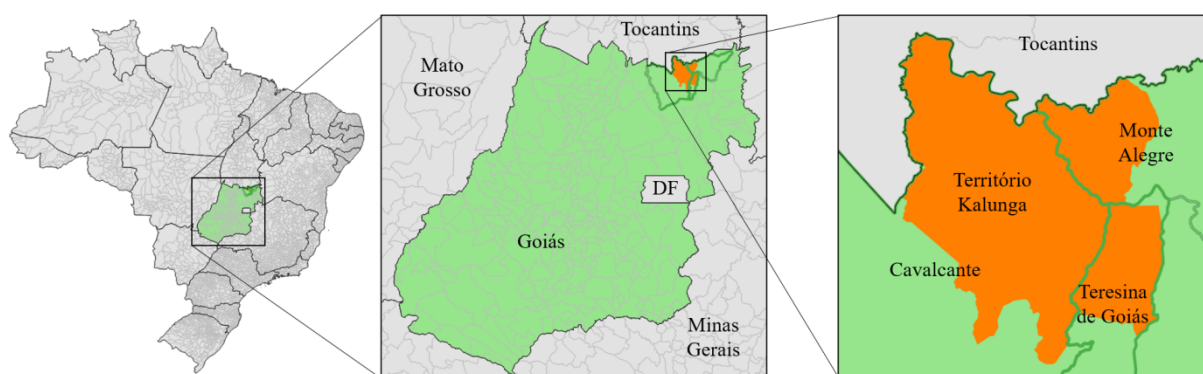 Tocantins
Mato
Grosso
DF
Goiás
Minas
Gerais
Tocantins
Monte
Alegre
Território
Kalunga
Cavalcante
Teresina
de Goiás